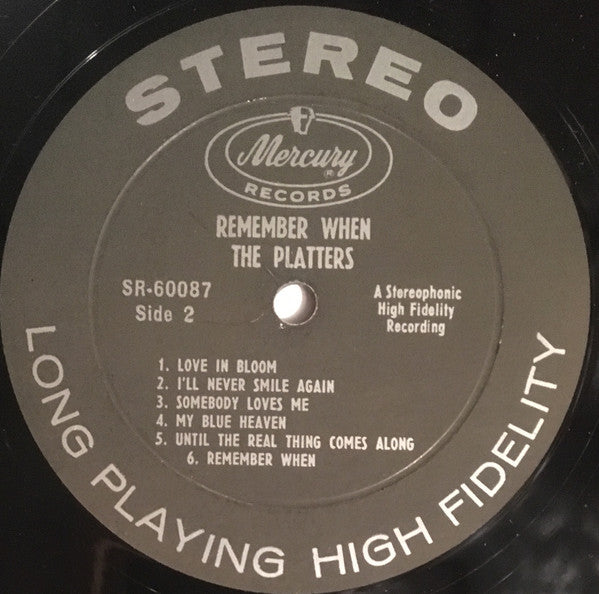 STEREO
Mercury
®
RECORDS
REMEMBER WHEN
THE PLATTERS
SR-60087
Side 2
A Stereophonic
High Fidelity
Recording
1. LOVE IN BLOOM
2. I'LL NEVER SMILE AGAIN
3. SOMEBODY LOVES ME
4. MY BLUE HEAVEN
5. UNTIL THE REAL THING COMES ALONG
6. REMEMBER WHEN
LONG PLAYING HIGH FIDELITY